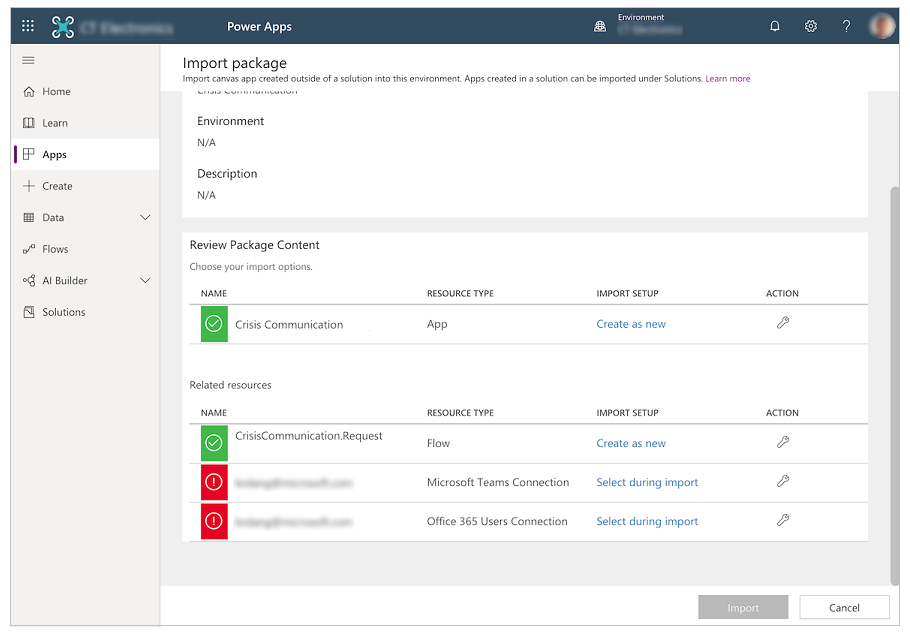 Power Apps
Environment
Import package
Import canvas app created outside of a solution into this environment. Apps created in a solution can be imported under Solutions. Learn more
Home
Learn
Apps
Create
Data
Flows
AI Builder
Solutions
Crisis Communication
Environment
N/A
Description
N/A
Review Package Content
Choose your import options.
NAME RESOURCE TYPE IMPORT SETUP ACTION
Crisis Communication App Create as new
Related resources
NAME RESOURCE TYPE IMPORT SETUP ACTION
CrisisCommunication.Request Flow Create as new
Microsoft Teams Connection Select during import
Office 365 Users Connection Select during import
Import Cancel